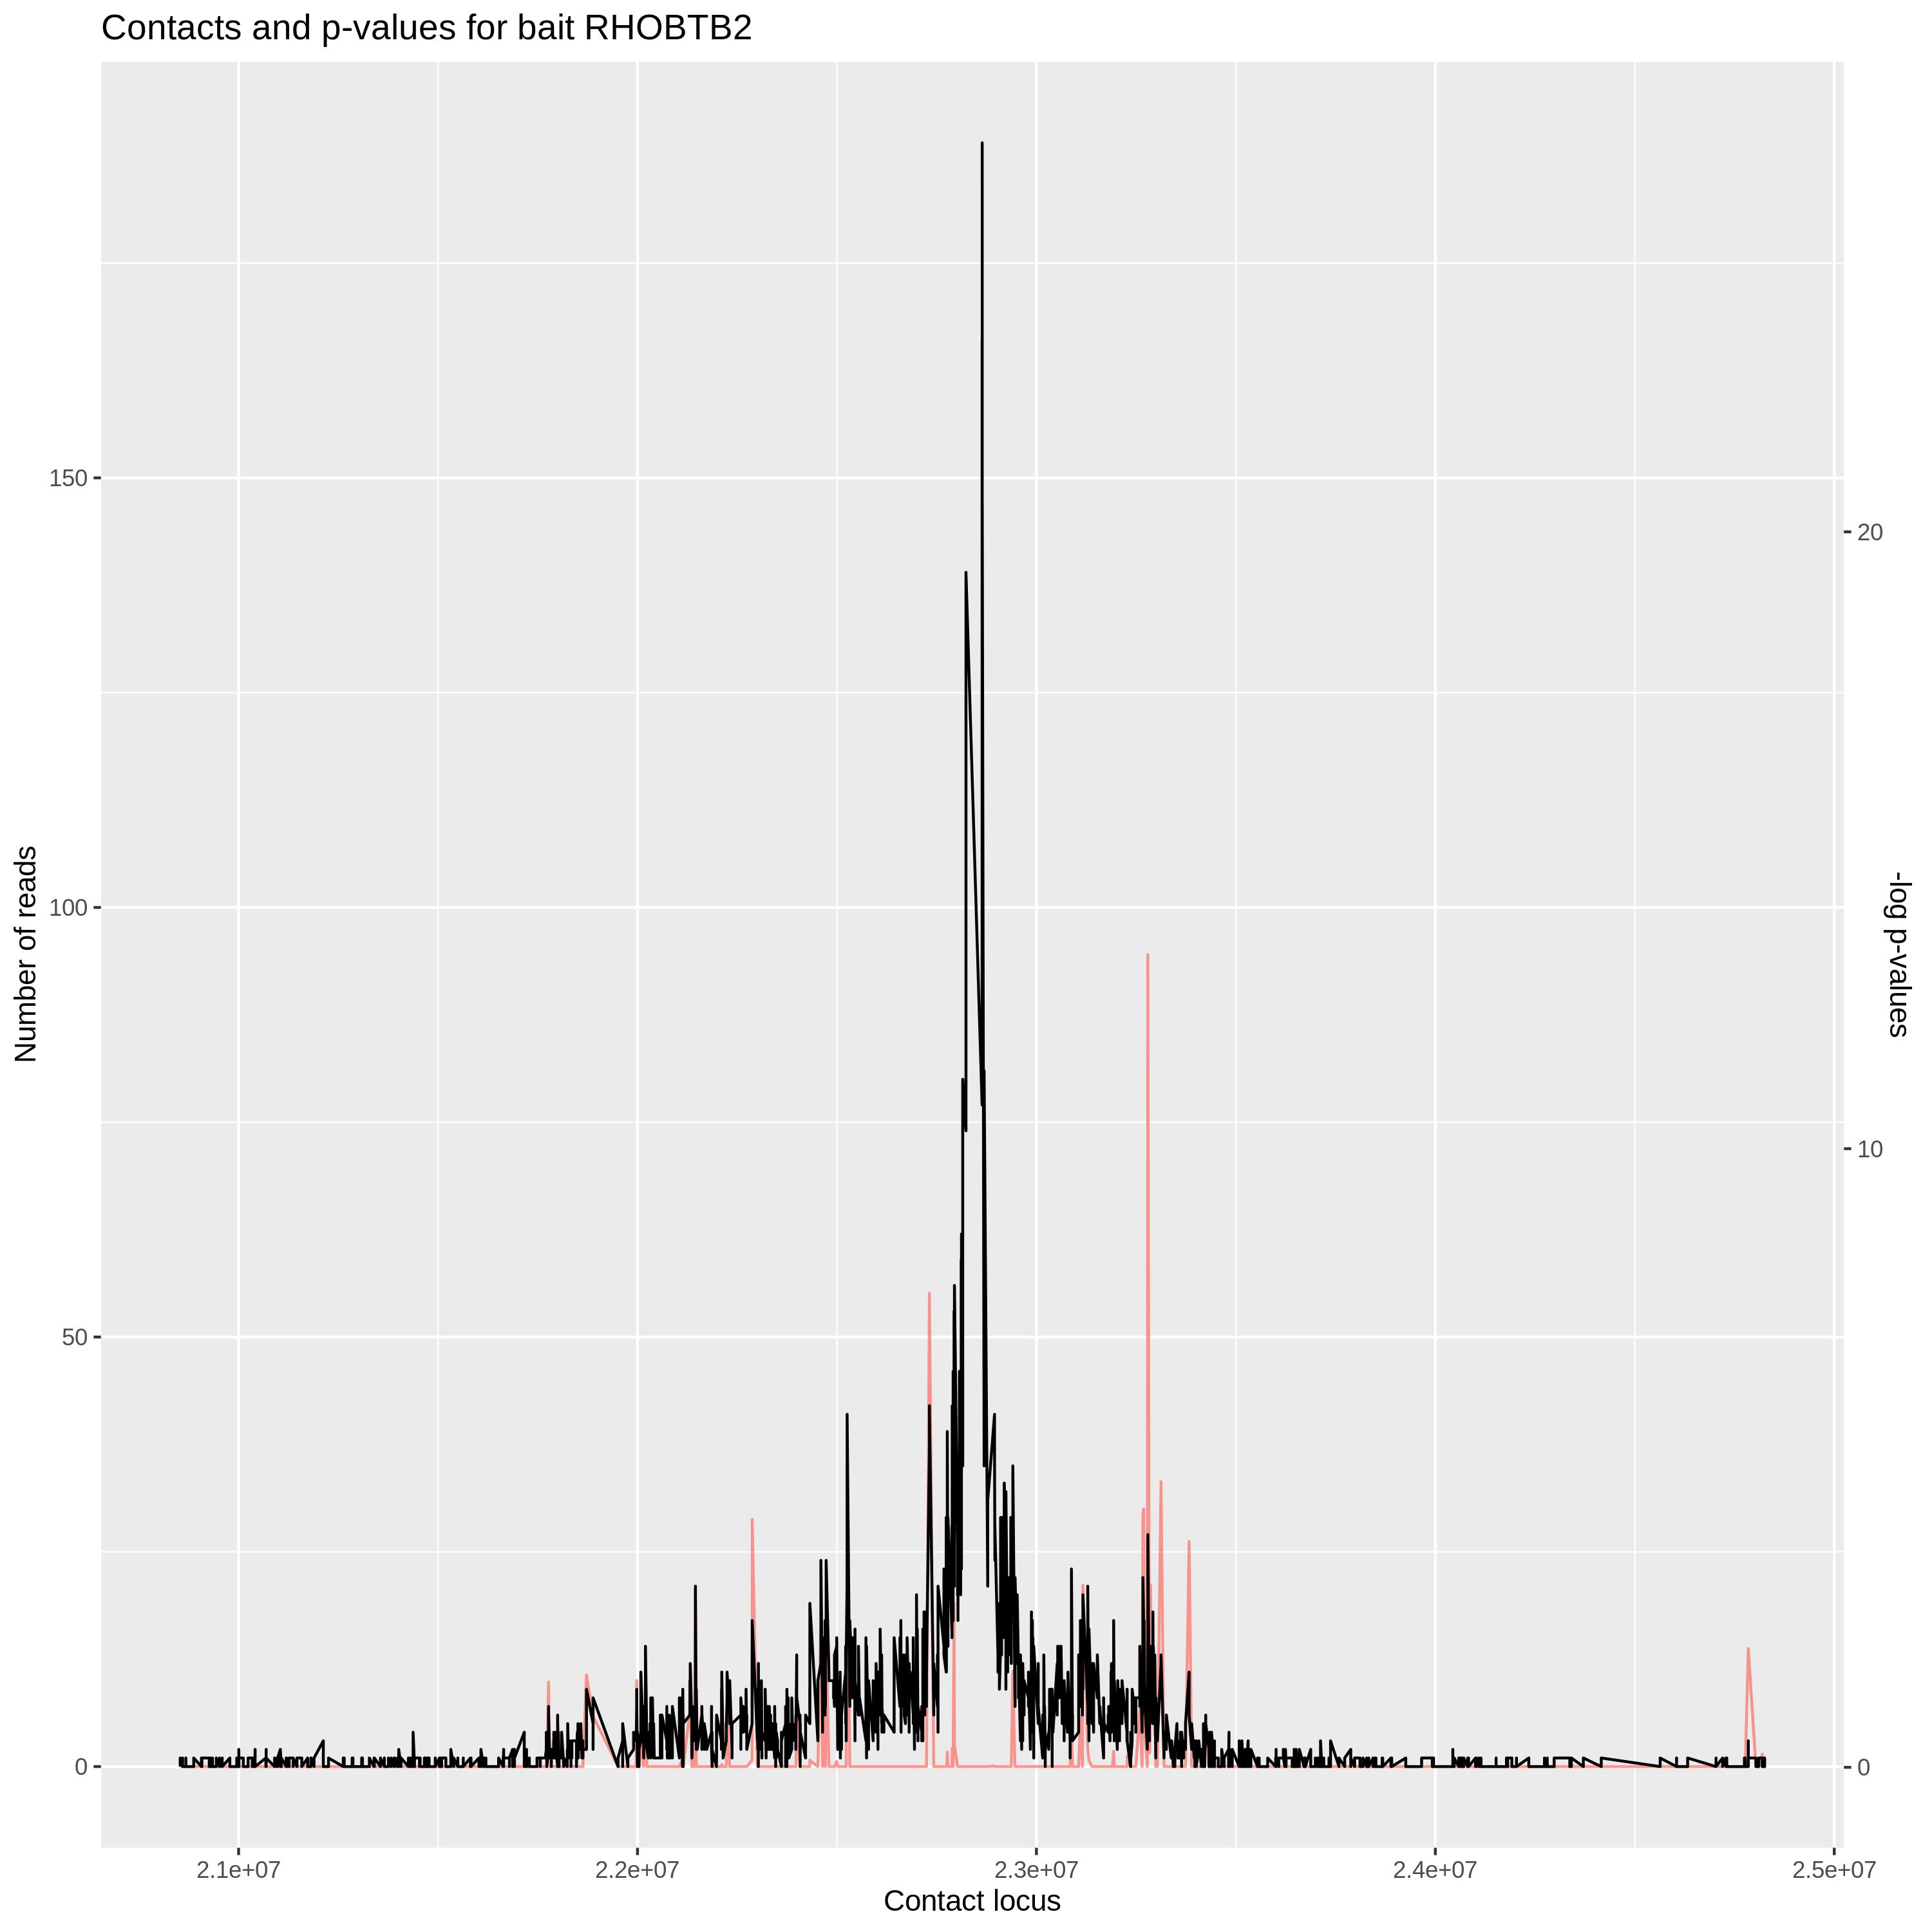 Contacts and p-values for bait RHOBTB2
Number of reads
150
100
50
0
20
10
0
-log p-values
2.1e+07 2.2e+07 2.3e+07 2.4e+07 2.5e+07
Contact locus